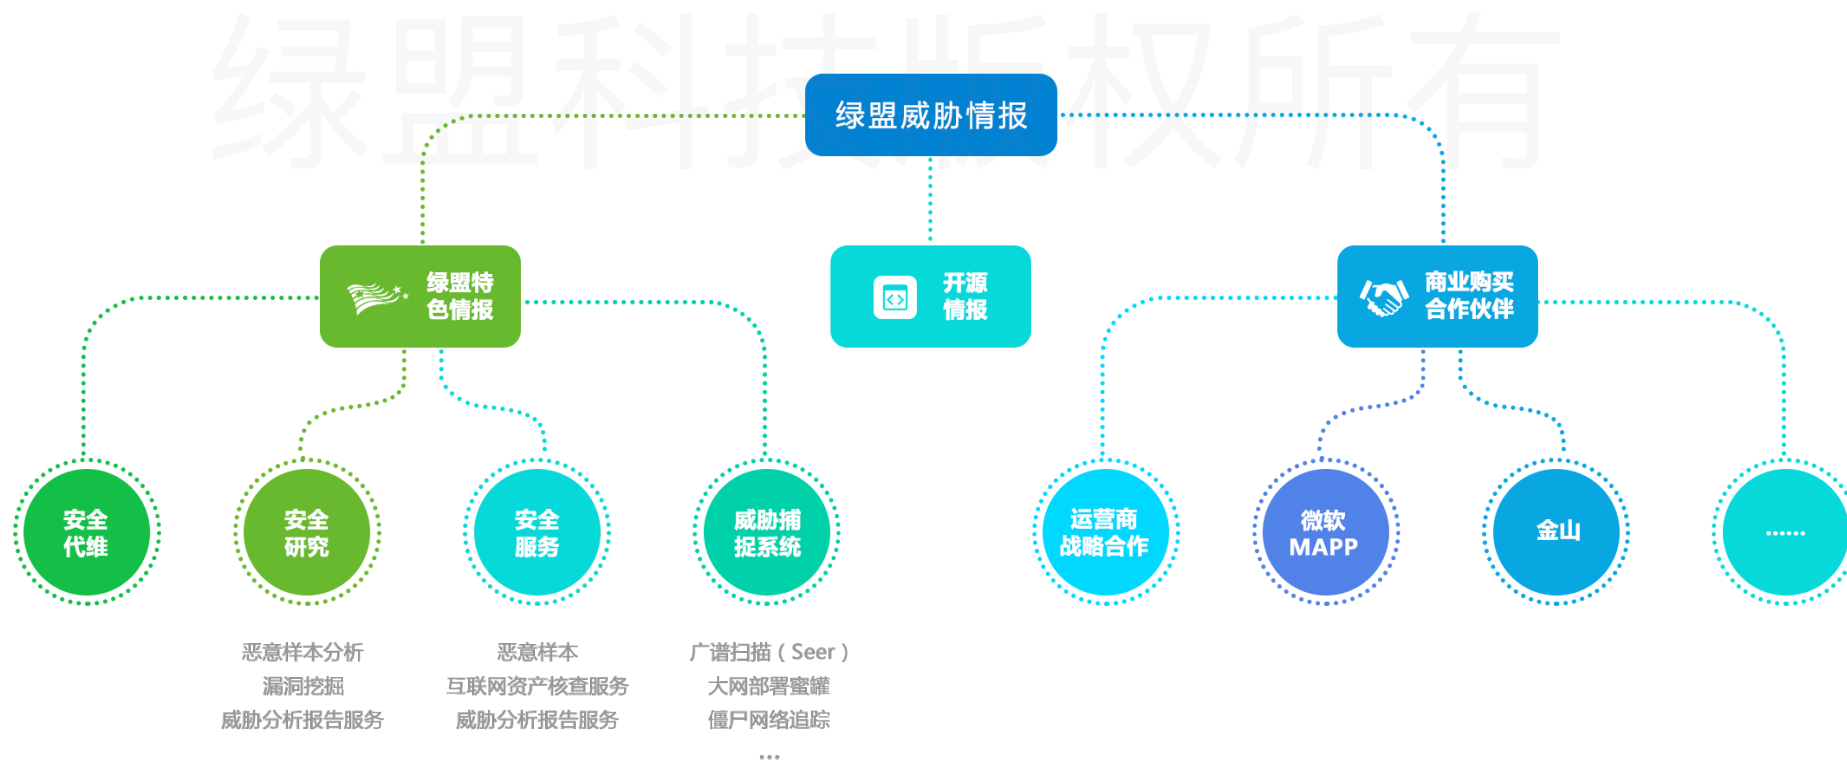 绿盟科技版权所有
绿盟威胁情报
绿盟特
色情报
开源
情报
商业购买
合作伙伴
安全
代维
安全
研究
安全
服务
威胁捕
捉系统
运营商
战略合作
微软
MAPP
金山
······
恶意样本分析
漏洞挖掘
威胁分析报告服务
恶意样本
互联网资产核查服务
威胁分析报告服务
广谱扫描（Seer）
大网部署蜜罐
僵尸网络追踪
...